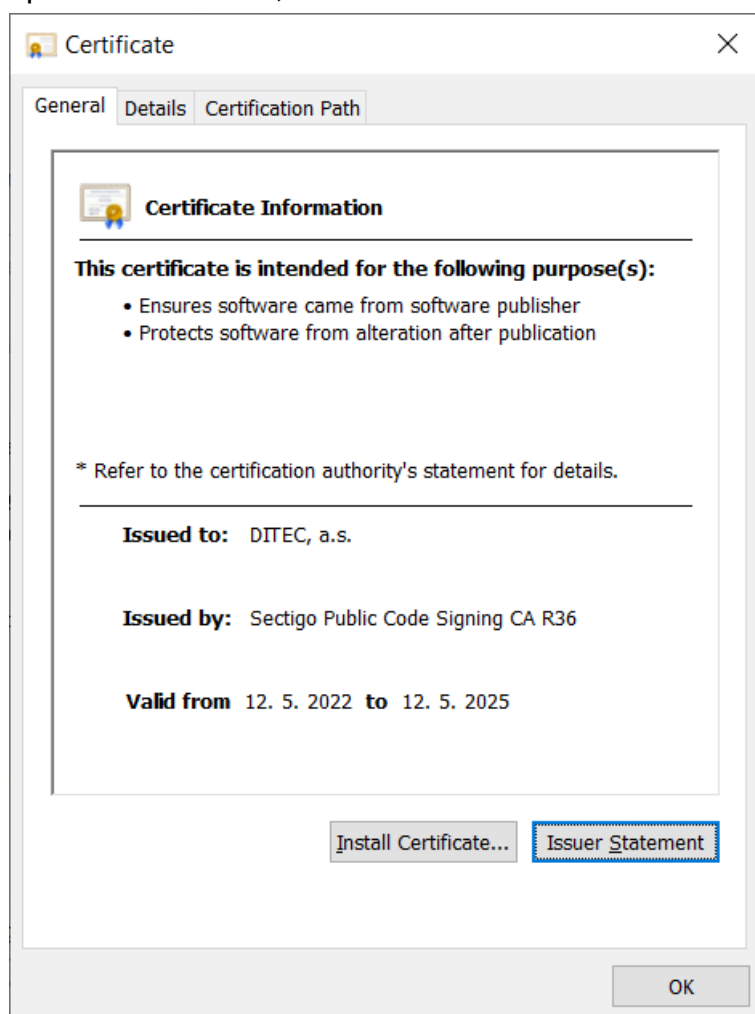 Certificate
General Details Certification Path
Certificate Information
This certificate is intended for the following purpose(s):
• Ensures software came from software publisher
• Protects software from alteration after publication
* Refer to the certification authority's statement for details.
Issued to: DITEC, a.s.
Issued by: Sectigo Public Code Signing CA R36
Valid from 12. 5. 2022 to 12. 5. 2025
Install Certificate... Issuer Statement
OK